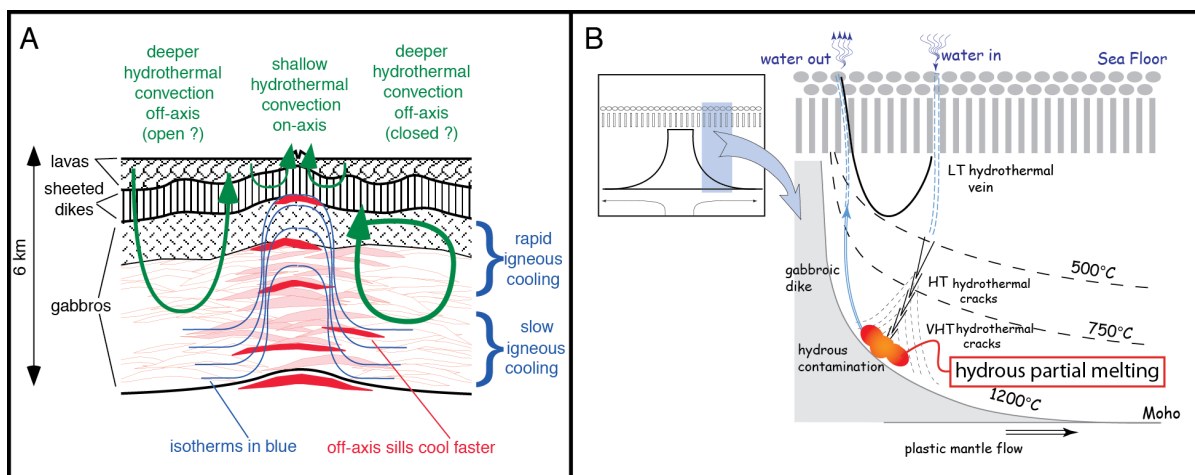 A
deeper
hydrothermal
convection
off-axis
(open ?)
shallow
hydrothermal
convection
on-axis
deeper
hydrothermal
convection
off-axis
(closed ?)
lavas
sheeted
dikes
gabbros
6 km
rapid
igneous
cooling
slow
igneous
cooling
isotherms in blue
off-axis sills cool faster
B
water out
water in
Sea Floor
LT hydrothermal
vein
500°C
gabbroic
dike
HT hydrothermal
cracks
750°C
VHT hydrothermal
cracks
hydrous
contamination
hydrous partial melting
1200°C
Moho
plastic mantle flow